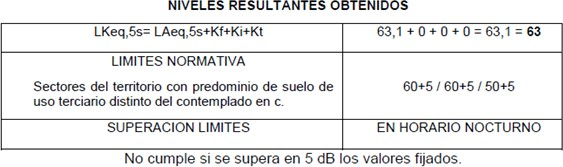 NIVELES RESULTANTES OBTENIDOS
LKeq,5s= LAeq,5s+Kf+Ki+Kt
63,1 + 0 + 0 + 0 = 63,1 = 63
LIMITES NORMATIVA
Sectores del territorio con predominio de suelo de
uso terciario distinto del contemplado en c.
60+5 / 60+5 / 50+5
SUPERACION LIMITES
EN HORARIO NOCTURNO
No cumple si se supera en 5 dB los valores fijados.